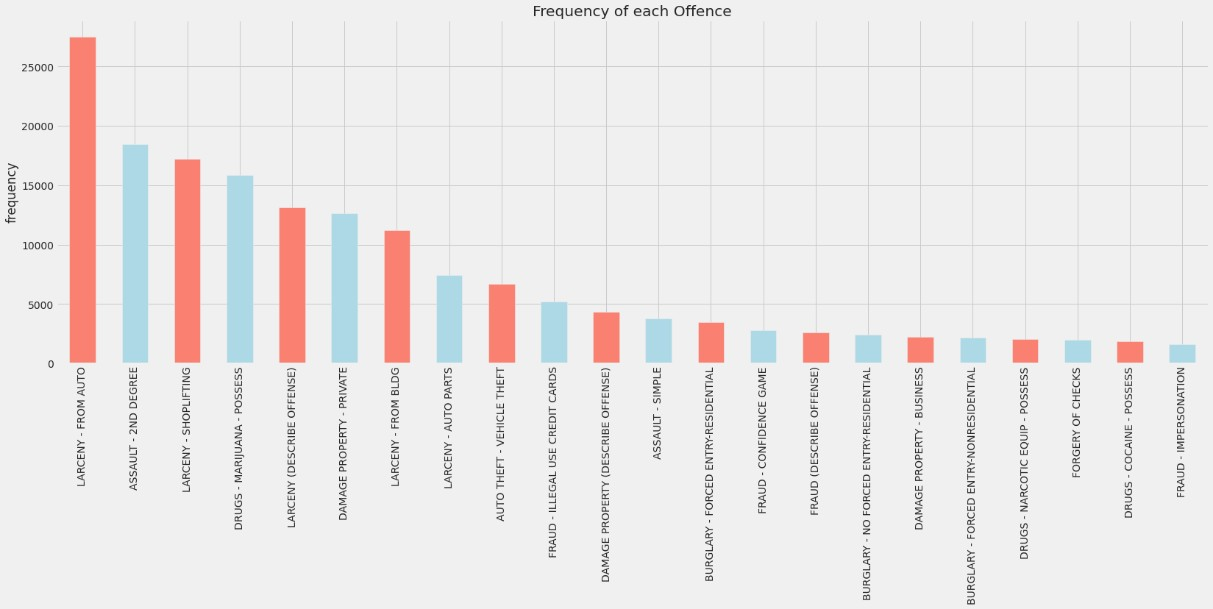 Frequency of each Offence
frequency
25000
20000
15000
10000
5000
0
LARCENY - FROM AUTO
ASSAULT - 2ND DEGREE
LARCENY - SHOPLIFTING
DRUGS - MARIJUANA - POSSESS
LARCENY (DESCRIBE OFFENSE)
DAMAGE PROPERTY - PRIVATE
LARCENY - FROM BLDG
LARCENY - AUTO PARTS
AUTO THEFT - VEHICLE THEFT
FRAUD - ILLEGAL USE CREDIT CARDS
DAMAGE PROPERTY (DESCRIBE OFFENSE)
ASSAULT - SIMPLE
BURGLARY - FORCED ENTRY-RESIDENTIAL
FRAUD - CONFIDENCE GAME
FRAUD (DESCRIBE OFFENSE)
BURGLARY - NO FORCED ENTRY-RESIDENTIAL
DAMAGE PROPERTY - BUSINESS
BURGLARY - FORCED ENTRY-NONRESIDENTIAL
DRUGS - NARCOTIC EQUIP - POSSESS
FORGERY OF CHECKS
DRUGS - COCAINE - POSSESS
FRAUD - IMPERSONATION